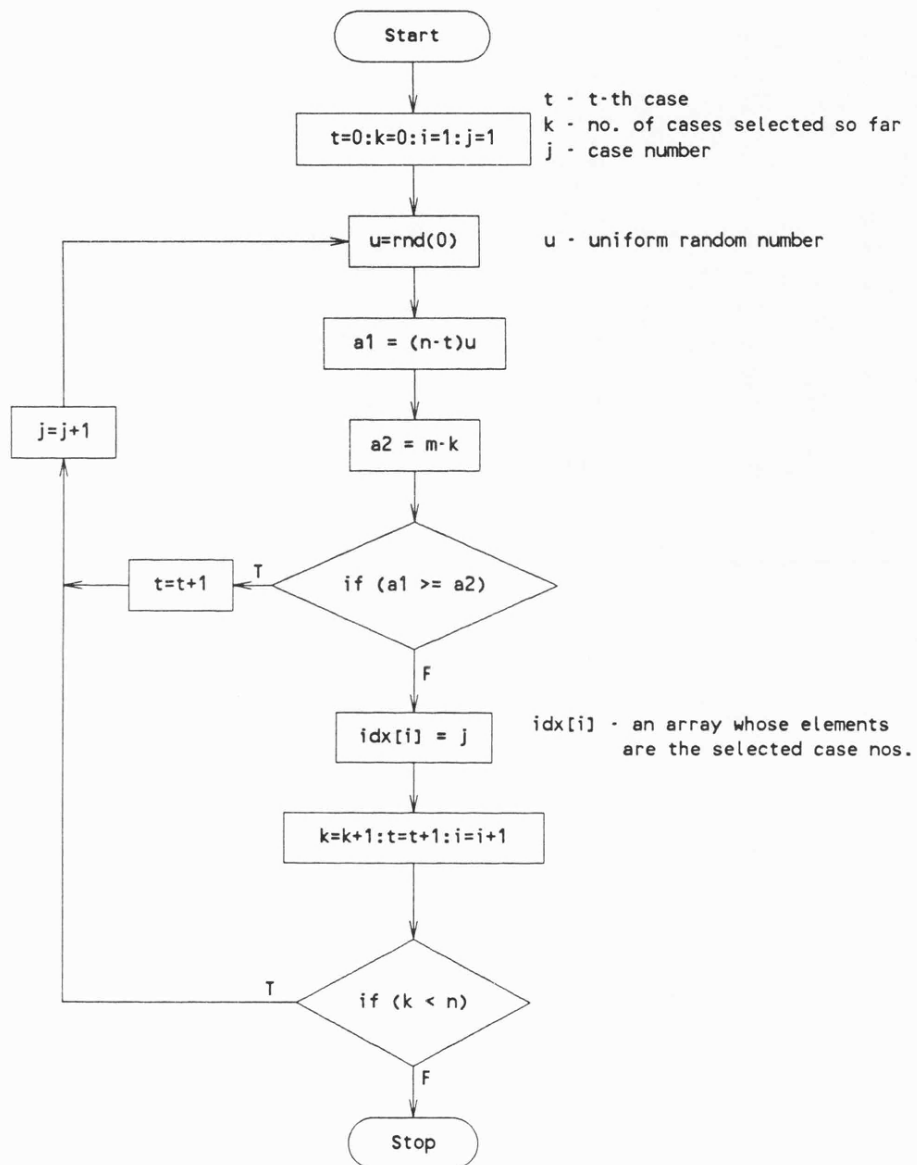 Start
t=0:k=0:i=1:j=1
t - t-th case
k - no. of cases selected so far
j - case number
u=rnd(0)
u - uniform random number
a1 = (n-t)u
j=j+1
a2 = m-k
t=t+1
T
if (a1 >= a2)
F
idx[i] = j
idx[i] - an array whose elements
are the selected case nos.
k=k+1:t=t+1:i=i+1
T
if (k < n)
F
Stop